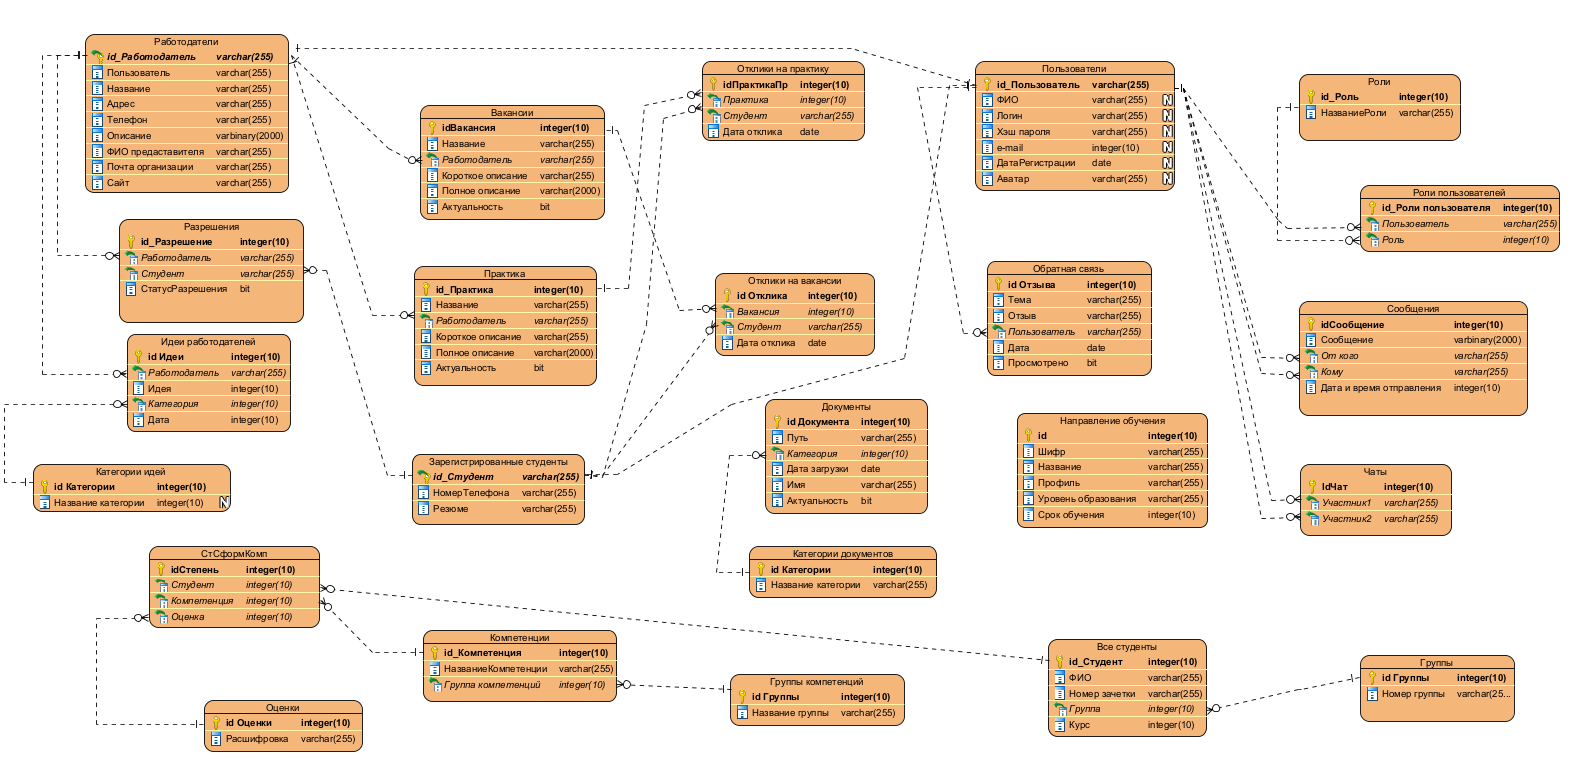 Работодатели
id_Работодатель varchar(255)
Пользователь varchar(255)
Название varchar(255)
Адрес varchar(255)
Телефон varchar(255)
Описание varbinary(2000)
ФИО предаставителя varchar(255)
Почта организации varchar(255)
Сайт varchar(255)
Разрешения
id_Разрешение integer(10)
Работодатель varchar(255)
Студент varchar(255)
СтатусРазрешения bit
Идеи работодателей
id Идеи integer(10)
Работодатель varchar(255)
Идея integer(10)
Категория integer(10)
Дата integer(10)
Категории идей
id Категории integer(10)
Название категории integer(10) N
Вакансии
idВакансия integer(10)
Название varchar(255)
Работодатель varchar(255)
Короткое описание varchar(255)
Полное описание varchar(2000)
Актуальность bit
Практика
id_Практика integer(10)
Название varchar(255)
Работодатель varchar(255)
Короткое описание varchar(255)
Полное описание varchar(2000)
Актуальность bit
Зарегистрированные студенты
id_Студент varchar(255)
НомерТелефона varchar(255)
Резюме varchar(255)
Отклики на практику
idПрактикаПр integer(10)
Практика integer(10)
Студент varchar(255)
Дата отклика date
Отклики на вакансии
id Отклика integer(10)
Вакансия integer(10)
Студент varchar(255)
Дата отклика date
Документы
id Документа integer(10)
Путь varchar(255)
Категория integer(10)
Дата загрузки date
Имя varchar(255)
Актуальность bit
Категории документов
id Категории integer(10)
Название категории varchar(255)
Пользователи
id_Пользователь varchar(255)
ФИО varchar(255) N
Логин varchar(255) N
Хэш пароля varchar(255) N
e-mail integer(10) N
ДатаРегистрации date N
Аватар varchar(255) N
Обратная связь
id Отзыва integer(10)
Тема varchar(255)
Отзыв varchar(255)
Пользователь varchar(255)
Дата date
Просмотрено bit
Направление обучения
id integer(10)
Шифр varchar(255)
Название varchar(255)
Профиль varchar(255)
Уровень образования varchar(255)
Срок обучения integer(10)
Роли
id_Роль integer(10)
НазваниеРоли varchar(255)
Роли пользователей
id_Роли пользователя integer(10)
Пользователь varchar(255)
Роль integer(10)
Сообщения
idСообщение integer(10)
Сообщение varbinary(2000)
От кого varchar(255)
Кому varchar(255)
Дата и время отправления integer(10)
Чаты
IdЧат integer(10)
Участник1 varchar(255)
Участник2 varchar(255)
СтСформКомп
idСтепень integer(10)
Студент integer(10)
Компетенция integer(10)
Оценка integer(10)
Оценки
id Оценки integer(10)
Расшифровка varchar(255)
Компетенции
id_Компетенция integer(10)
НазваниеКомпетенции varchar(255)
Группа компетенций integer(10)
Группы компетенций
id Группы integer(10)
Название группы varchar(255)
Все студенты
id_Студент integer(10)
ФИО varchar(255)
Номер зачетки varchar(255)
Группа integer(10)
Курс integer(10)
Группы
id Группы integer(10)
Номер группы varchar(25...